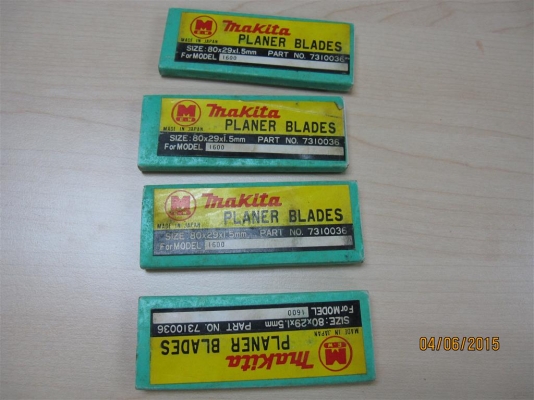 M
Makita
MADE IN JAPAN
PLANER BLADES
SIZE: 80x29x1.5mm PART NO. 7310036
For MODEL 1600
M
Makita
MADE IN JAPAN
PLANER BLADES
SIZE: 80x29x1.5mm PART NO. 7310036
For MODEL 1600
M
Makita
MADE IN JAPAN
PLANER BLADES
SIZE: 80x29x1.5mm PART NO. 7310036
For MODEL 1600
M
Makita
MADE IN JAPAN
PLANER BLADES
SIZE: 80x29x1.5mm PART NO. 7310036
For MODEL 1600
04/06/2015